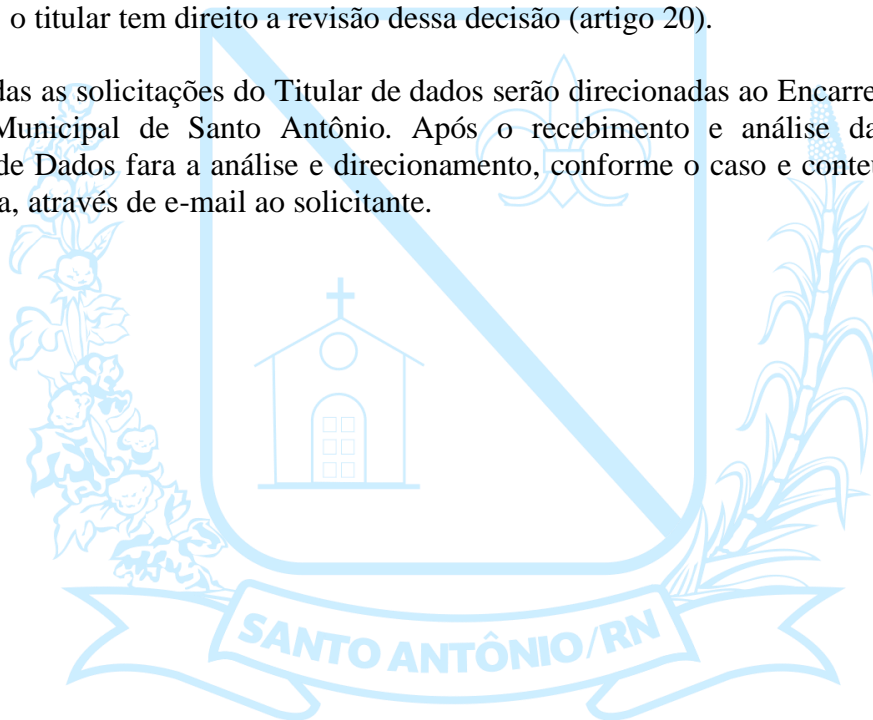 o titular tem direito a revisão dessa decisão (artigo 20).
das as solicitações do Titular de dados serão direcionadas ao Encarre
Municipal de Santo Antônio. Após o recebimento e análise da
de Dados fara a análise e direcionamento, conforme o caso e conte
a, através de e-mail ao solicitante.
SANTO ANTÔNIO/RN